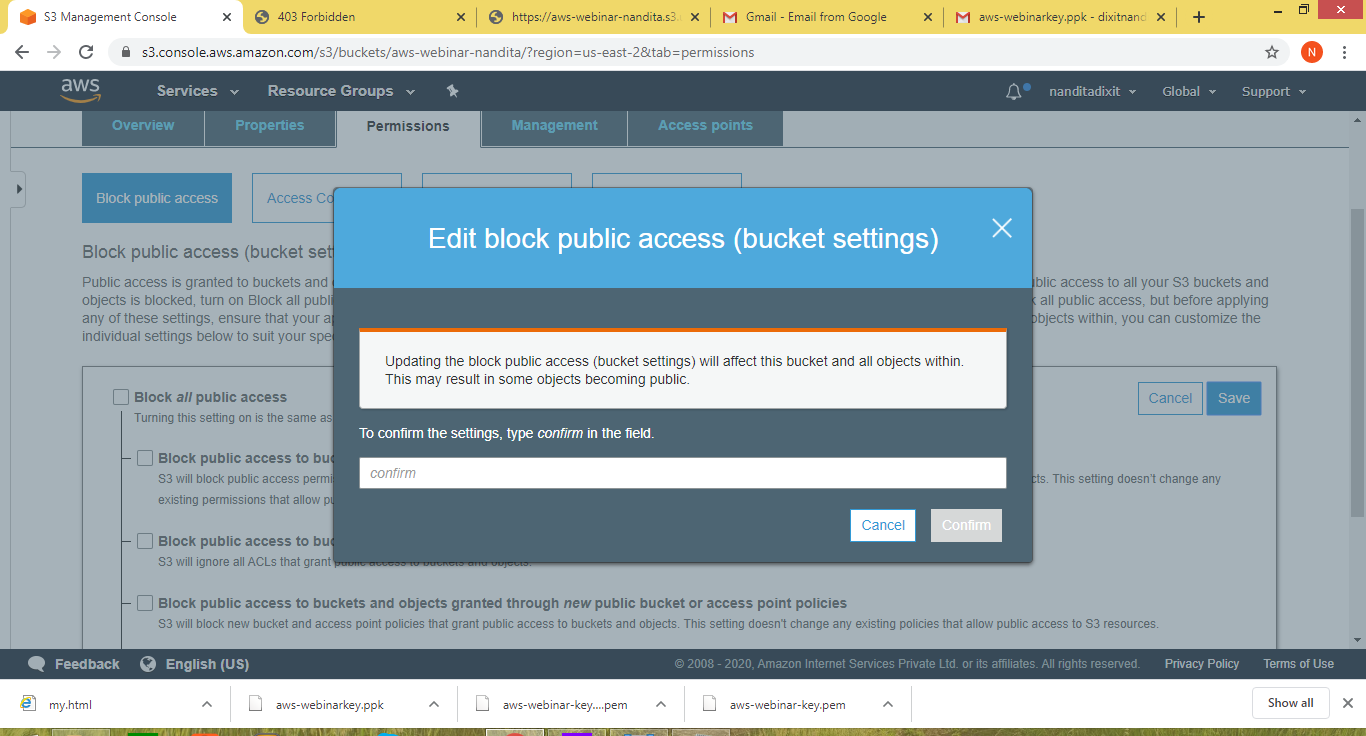 S3 Management Console
403 Forbidden
https://aws-webinar-nandita.s3.
Gmail - Email from Google
aws-webinarkey.ppk - dixitnand
s3.console.aws.amazon.com/s3/buckets/aws-webinar-nandita/?region=us-east-2&tab=permissions
N
aws
Services
Resource Groups
nanditadixit
Global
Support
Overview
Properties
Permissions
Management
Access points
Block public access
Access Co
Edit block public access (bucket settings)
Block public access (bucket set
Public access is granted to buckets and
blic access to all your S3 buckets and
objects is blocked, turn on Block all publi
all public access, but before applying
any of these settings, ensure that your a
objects within, you can customize the
individual settings below to suit your spe
Updating the block public access (bucket settings) will affect this bucket and all objects within.
This may result in some objects becoming public.
Block all public access
Cancel
Save
Turning this setting on is the same as
To confirm the settings, type confirm in the field.
confirm
Block public access to bu
S3 will block public access permi
cts. This setting doesn't change any
existing permissions that allow pu
Cancel
Confirm
Block public access to bu
S3 will ignore all ACLs that grant public access to buckets and objects.
Block public access to buckets and objects granted through new public bucket or access point policies
S3 will block new bucket and access point policies that grant public access to buckets and objects. This setting doesn't change any existing policies that allow public access to S3 resources.
Feedback
English (US)
© 2008 - 2020, Amazon Internet Services Private Ltd. or its affiliates. All rights reserved.
Privacy Policy
Terms of Use
my.html
aws-webinarkey.ppk
aws-webinar-key....pem
aws-webinar-key.pem
Show all